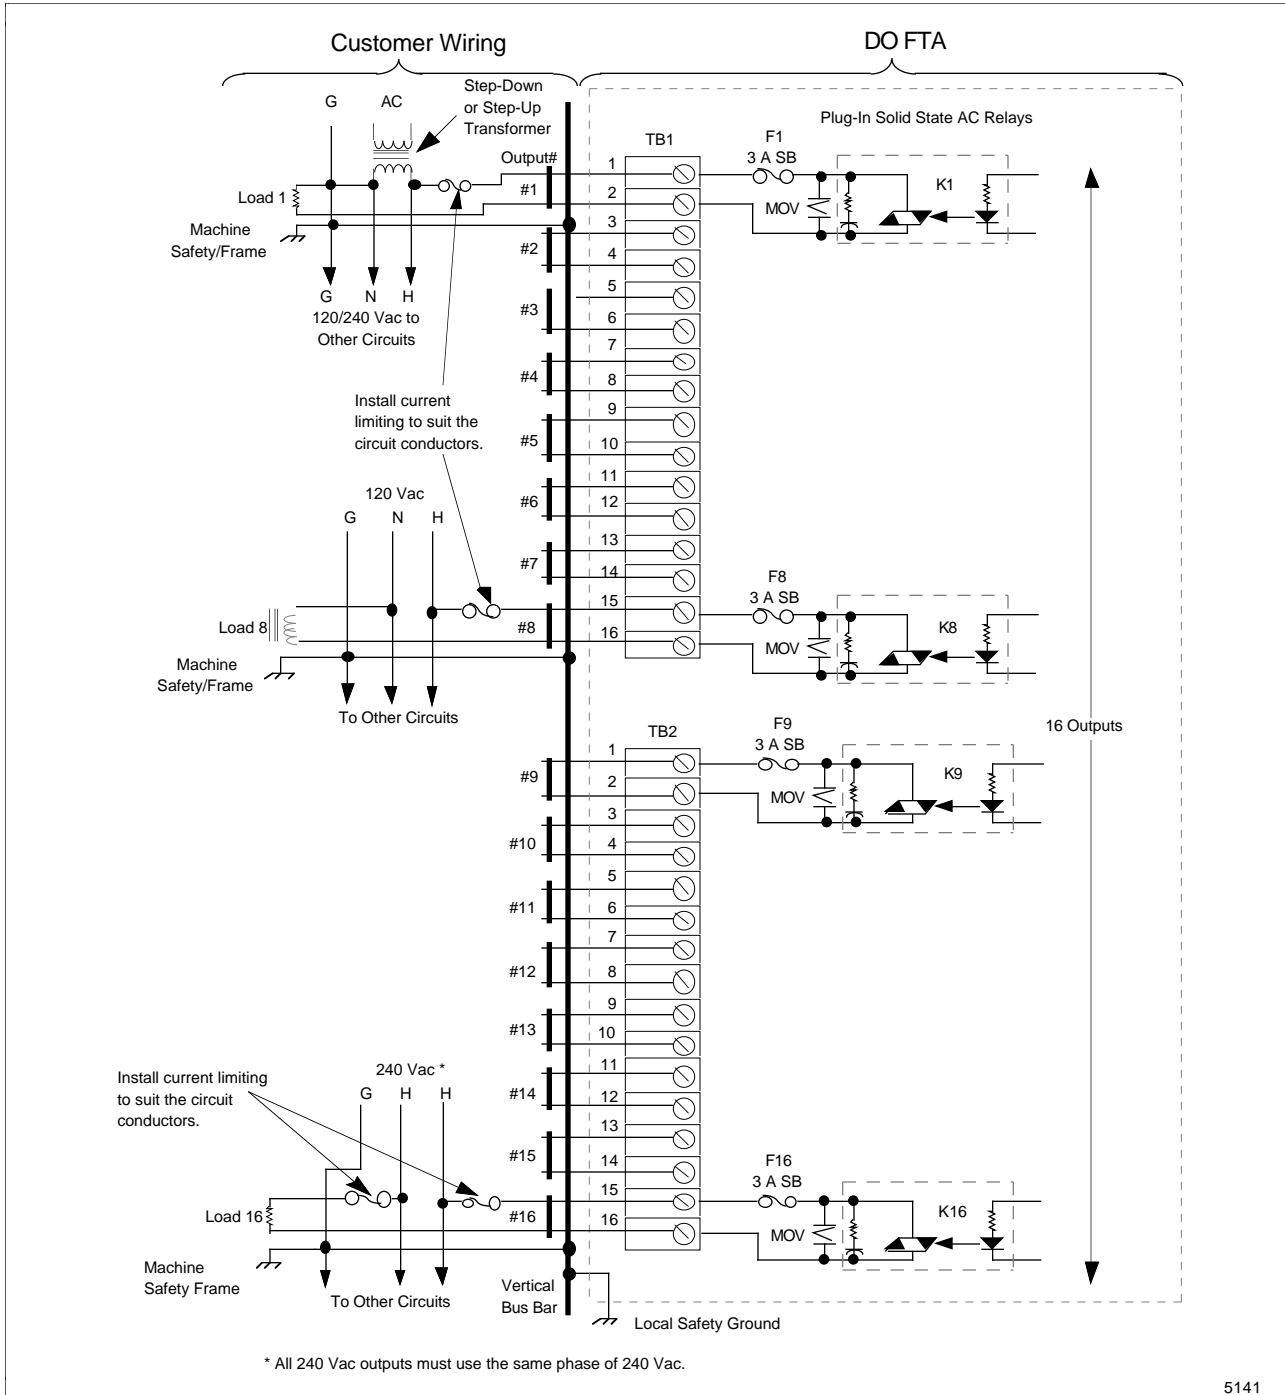 Customer Wiring
DO FTA
G
AC
Step-Down
or Step-Up
Transformer
Plug-In Solid State AC Relays
Output#
TB1
F1
3 A SB
K1
MOV
Load 1
Machine
Safety/Frame
G N H
120/240 Vac to
Other Circuits
#1
#2
#3
#4
#5
#6
#7
#8
1
2
3
4
5
6
7
8
9
10
11
12
13
14
15
16
Install current
limiting to suit the
circuit conductors.
120 Vac
G N H
Load 8
Machine
Safety/Frame
To Other Circuits
F8
3 A SB
K8
MOV
16 Outputs
TB2
F9
3 A SB
K9
MOV
#9
#10
#11
#12
#13
#14
#15
#16
1
2
3
4
5
6
7
8
9
10
11
12
13
14
15
16
Install current limiting
to suit the circuit
conductors.
240 Vac *
G H H
Load 16
Machine
Safety Frame
To Other Circuits
F16
3 A SB
K16
MOV
Vertical
Bus Bar
Local Safety Ground
* All 240 Vac outputs must use the same phase of 240 Vac.
5141